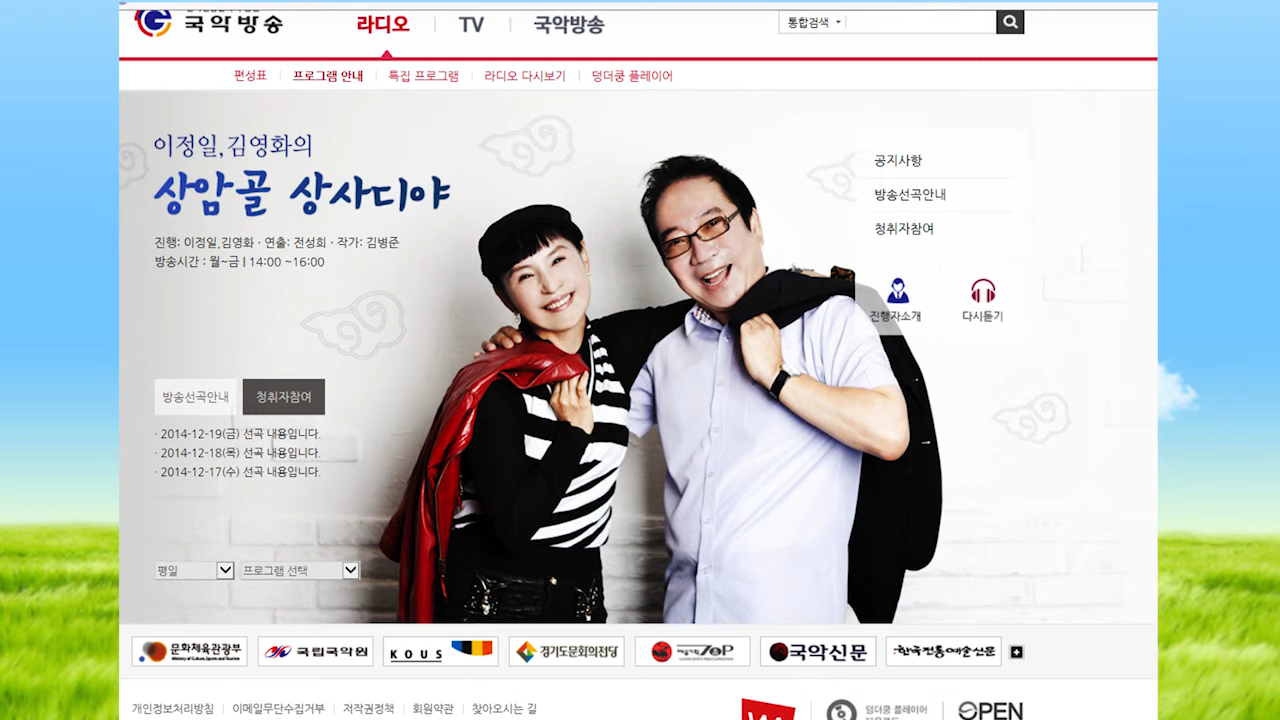 국악방송
라디오 TV 국악방송
통합검색
편성표 프로그램 안내 특집 프로그램 라디오 다시보기 덩더쿵 플레이어
이정일,김영화의
상암골 상사디야
진행: 이정일,김영화 · 연출: 전성희 · 작가: 김병준
방송시간 : 월~금 | 14:00 ~16:00
공지사항
방송선곡안내
청취자참여
진행자소개 다시듣기
방송선곡안내 청취자참여
· 2014-12-19(금) 선곡 내용입니다.
· 2014-12-18(목) 선곡 내용입니다.
· 2014-12-17(수) 선곡 내용입니다.
평일 프로그램 선택
문화체육관광부 국립국악원 KOUS 경기도문화의전당 국악신문 한국전통예술신문
Ministry of Culture, Sports and Tourism
개인정보처리방침 이메일무단수집거부 저작권정책 회원약관 찾아오시는 길
덩더쿵 플레이어
OPEN